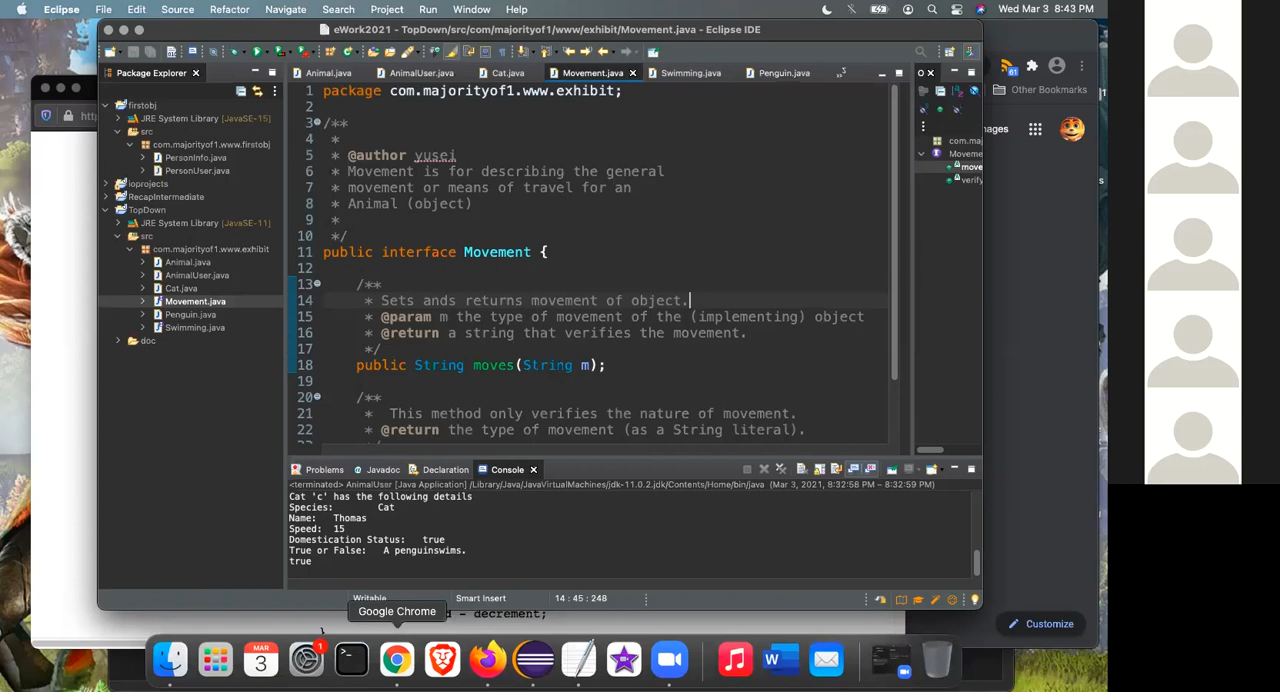 Eclipse File Edit Source Refactor Navigate Search Project Run Window Help
Wed Mar 3 8:43 PM
eWork2021 - TopDown/src/com/majorityof1/www/exhibit/Movement.java - Eclipse IDE
Package Explorer
Animal.java AnimalUser.java Cat.java Movement.java Swimming.java Penguin.java
5
61
Other Bookmarks
firstobj
JRE System Library [JavaSE-15]
src
com.majorityof1.www.firstobj
PersonInfo.java
PersonUser.java
Ioprojects
RecapIntermediate
TopDown
JRE System Library [JavaSE-11]
src
com.majorityof1.www.exhibit
Animal.java
AnimalUser.java
Cat.java
Movement.java
Penguin.java
Swimming.java
doc
1 package com.majorityof1.www.exhibit;
2
3 /**
4 *
5 * @author yusei
6 * Movement is for describing the general
7 * movement or means of travel for an
8 * Animal (object)
9 *
10 */
11 public interface Movement {
12
13 /**
14 * Sets ands returns movement of object.
15 * @param m the type of movement of the (implementing) object
16 * @return a string that verifies the movement.
17 */
18 public String moves(String m);
19
20 /**
21 * This method only verifies the nature of movement.
22 * @return the type of movement (as a String literal).
com.maj
Moveme
move
verify
nages
Problems Javadoc Declaration Console
<terminated> AnimalUser [Java Application] /Library/Java/JavaVirtualMachines/jdk-11.0.2.jdk/Contents/Home/bin/java (Mar 3, 2021, 8:32:58 PM – 8:32:59 PM)
Cat 'c' has the following details
Species: Cat
Name: Thomas
Speed: 15
Domestication Status: true
True or False: A penguinswims.
true
Writable Smart Insert 14 : 45 : 248
Google Chrome
d - decrement;
}
Customize
MAR
3
1